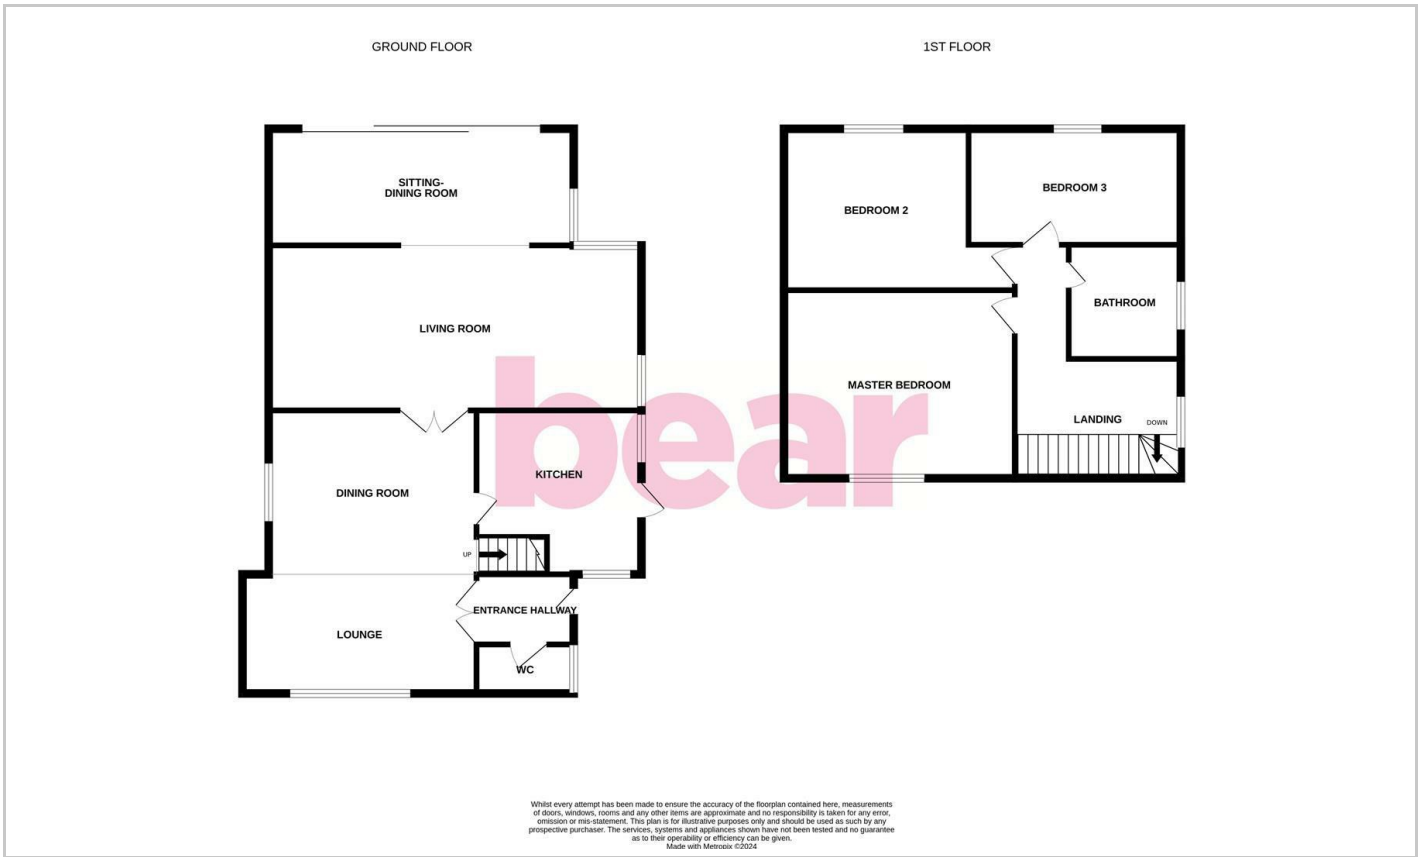 GROUND FLOOR
1ST FLOOR
SITTING-
DINING ROOM
LIVING ROOM
DINING ROOM
KITCHEN
UP
ENTRANCE HALLWAY
LOUNGE
WC
BEDROOM 2
BEDROOM 3
BATHROOM
MASTER BEDROOM
LANDING
DOWN
bear
Whilst every attempt has been made to ensure the accuracy of the floorplan contained here, measurements
of doors, windows, rooms and any other items are approximate and no responsibility is taken for any error,
omission or mis-statement. This plan is for illustrative purposes only and should be used as such by any
prospective purchaser. The services, systems and appliances shown have not been tested and no guarantee
as to their operability or efficiency can be given.
Made with Metropix ©2024